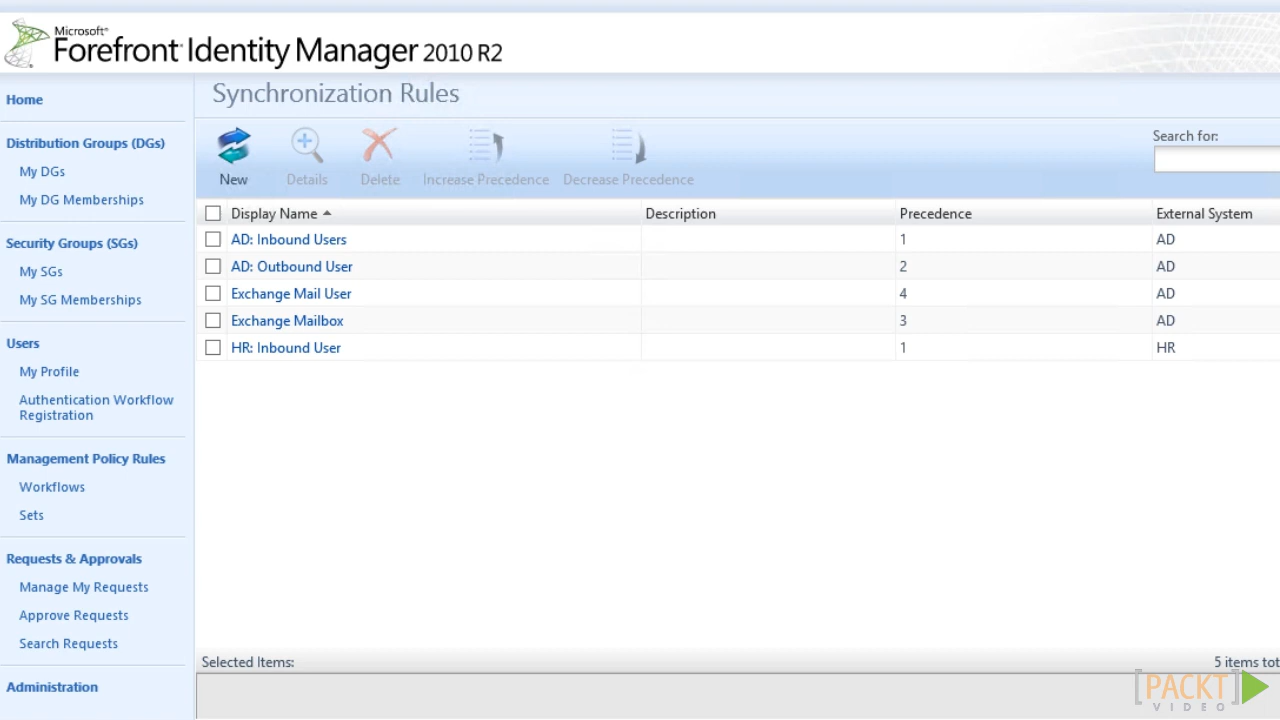 Microsoft®
Forefront® Identity Manager 2010 R2
Home
Distribution Groups (DGs)
My DGs
My DG Memberships
Security Groups (SGs)
My SGs
My SG Memberships
Users
My Profile
Authentication Workflow
Registration
Management Policy Rules
Workflows
Sets
Requests & Approvals
Manage My Requests
Approve Requests
Search Requests
Administration
Synchronization Rules
New Details Delete Increase Precedence Decrease Precedence
Search for:
Display Name Description Precedence External System
AD: Inbound Users 1 AD
AD: Outbound User 2 AD
Exchange Mail User 4 AD
Exchange Mailbox 3 AD
HR: Inbound User 1 HR
Selected Items:
5 items tot
[PACKT]
VIDEO